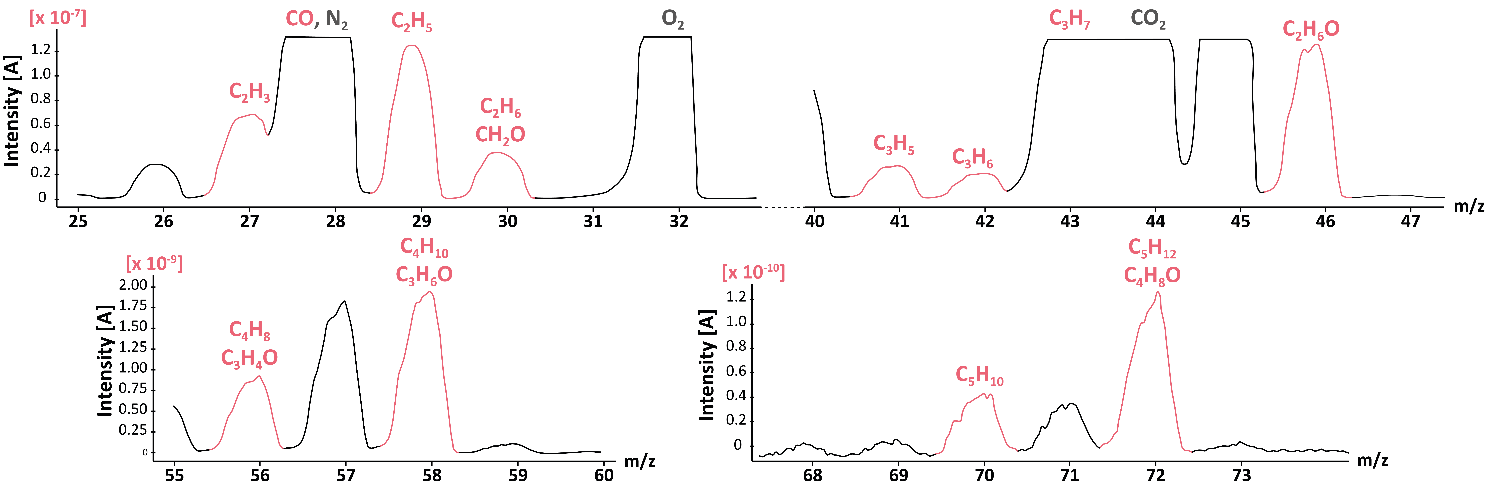 [x 10⁻⁷]
CO, N₂
C₂H₅
O₂
C₃H₇
CO₂
C₂H₆O
C₂H₃
C₂H₆
CH₂O
C₃H₅
C₃H₆
Intensity [A]
1.2
1.0
0.8
0.6
0.4
0.2
0
25 26 27 28 29 30 31 32 40 41 42 43 44 45 46 47 m/z
[x 10⁻⁹]
C₄H₁₀
C₃H₆O
C₄H₈
C₃H₄O
Intensity [A]
2.00
1.75
1.50
1.25
1.00
0.75
0.50
0.25
0
55 56 57 58 59 60 m/z
[x 10⁻¹⁰]
C₅H₁₂
C₄H₈O
C₅H₁₀
Intensity [A]
1.2
1.0
0.8
0.6
0.4
0.2
0
68 69 70 71 72 73 m/z